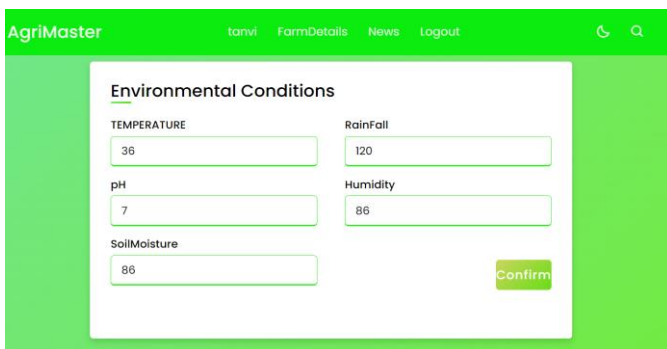 AgriMaster tanvi FarmDetails News Logout
Environmental Conditions
TEMPERATURE RainFall
36 120
pH Humidity
7 86
SoilMoisture
86 Confirm